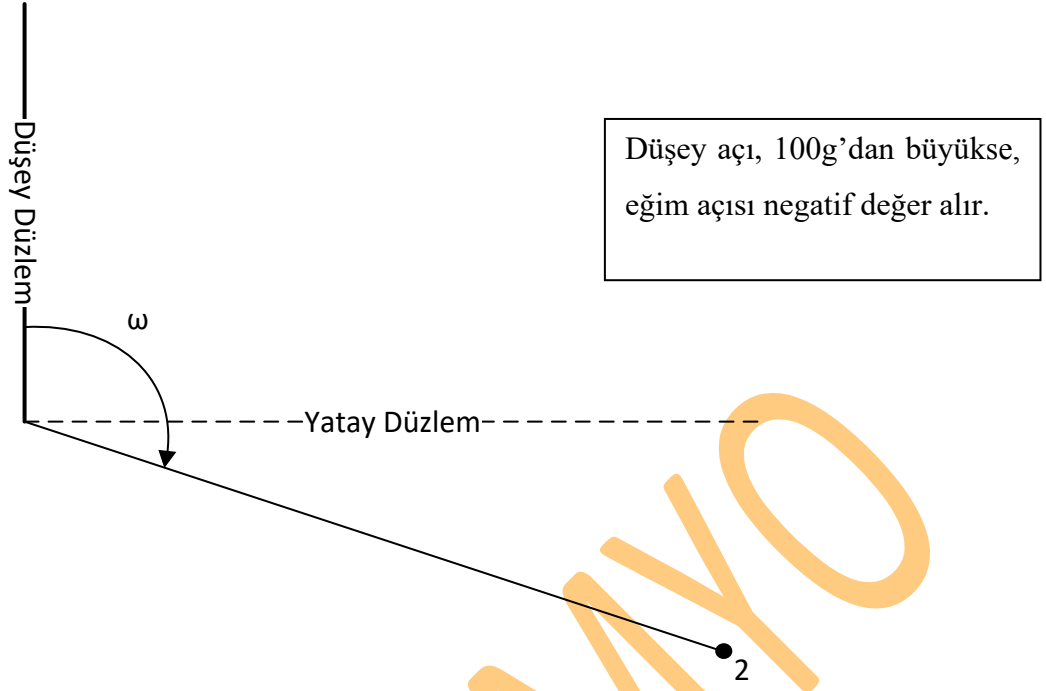 Düşey Düzlem
Düşey açı, 100g’dan büyükse,
eğim açısı negatif değer alır.
ω
Yatay Düzlem
MYO
2